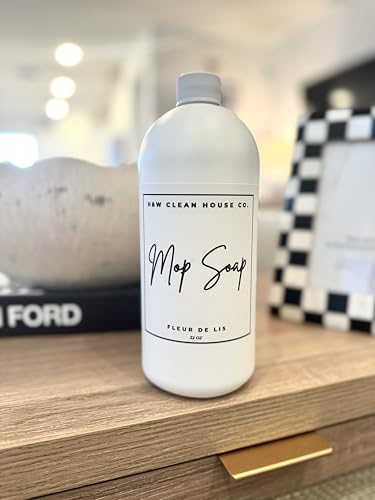 H&W CLEAN HOUSE CO.
Mop Soap
FLEUR DE LIS
32 OZ
FORD